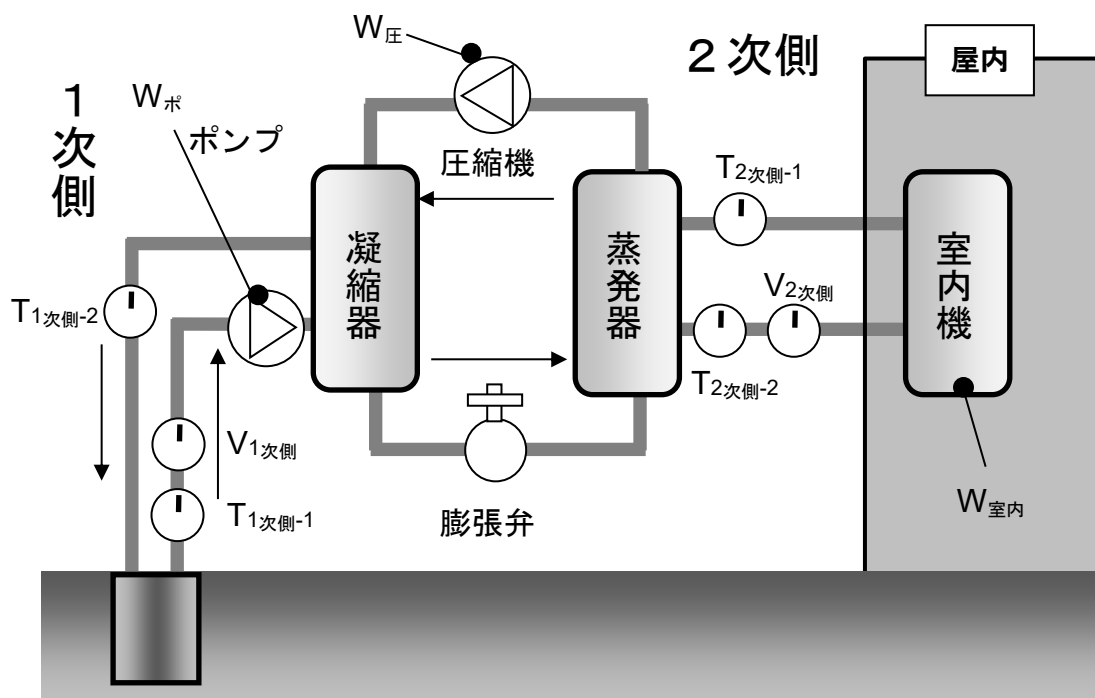 W圧
2次側
屋内
1次側
Wポ
ポンプ
圧縮機
T2次側-1
凝縮器
蒸発器
室内機
T1次側-2
V2次側
T2次側-2
V1次側
T1次側-1
膨張弁
W室内